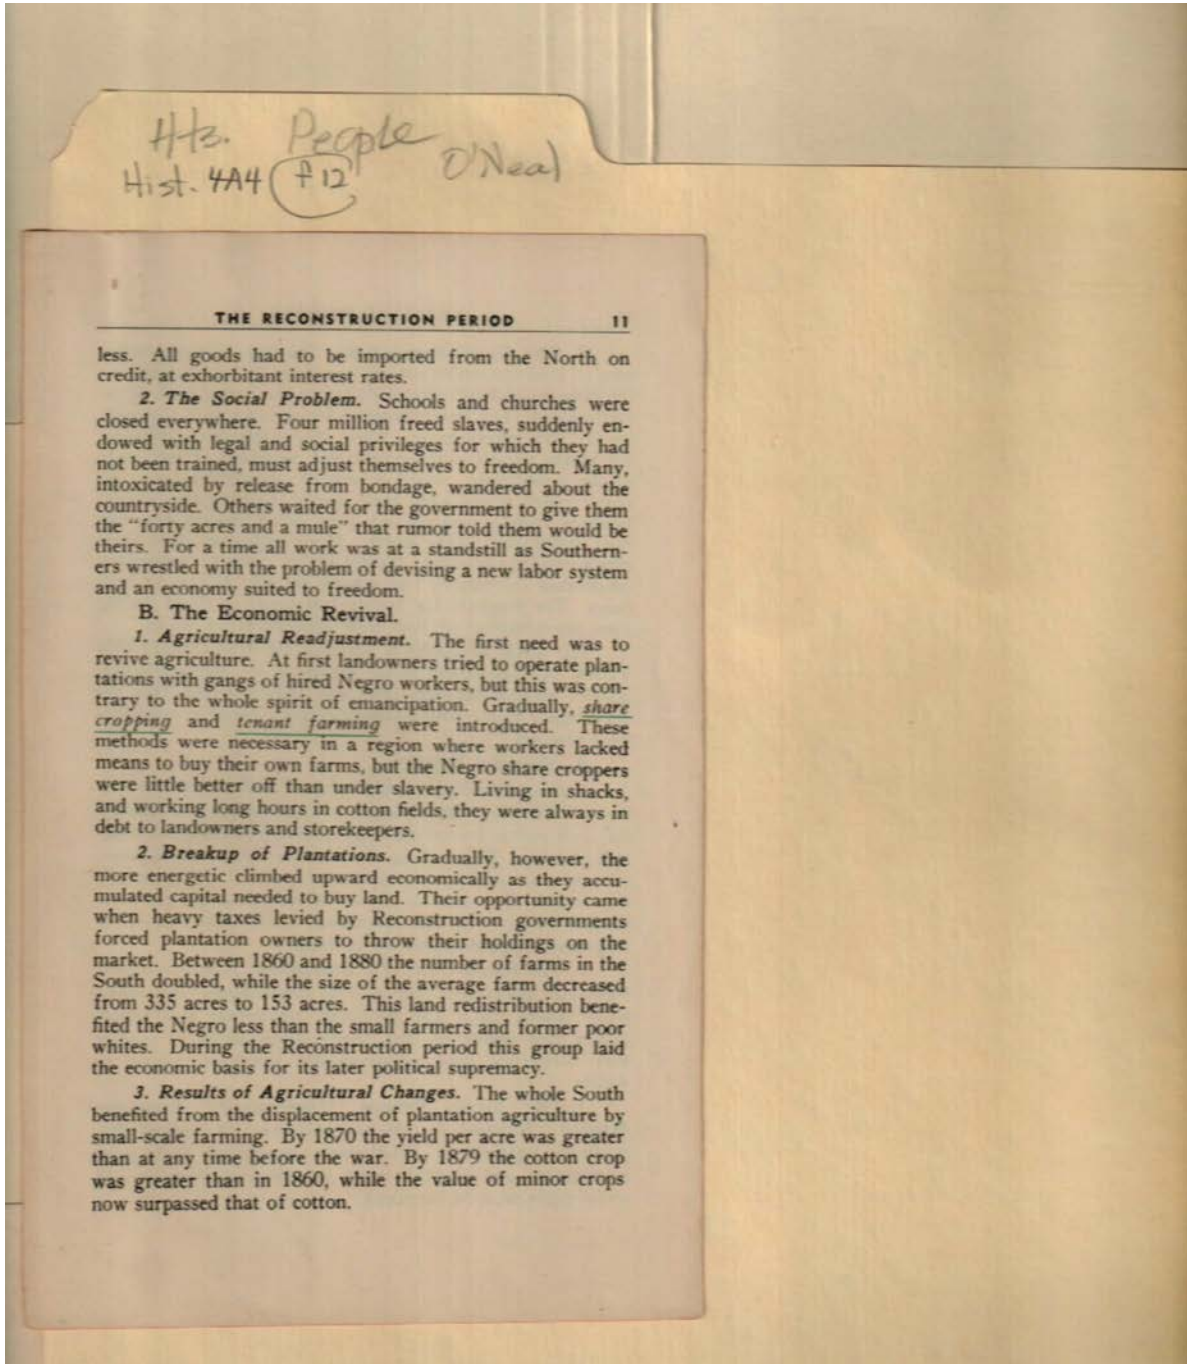 Htz. People O'Neal
Hist. 4A4 f 12
THE RECONSTRUCTION PERIOD 11
less. All goods had to be imported from the North on
credit, at exhorbitant interest rates.
2. The Social Problem. Schools and churches were
closed everywhere. Four million freed slaves, suddenly en-
dowed with legal and social privileges for which they had
not been trained, must adjust themselves to freedom. Many,
intoxicated by release from bondage, wandered about the
countryside. Others waited for the government to give them
the "forty acres and a mule" that rumor told them would be
theirs. For a time all work was at a standstill as Southern-
ers wrestled with the problem of devising a new labor system
and an economy suited to freedom.
B. The Economic Revival.
1. Agricultural Readjustment. The first need was to
revive agriculture. At first landowners tried to operate plan-
tations with gangs of hired Negro workers, but this was con-
trary to the whole spirit of emancipation. Gradually, share
cropping and tenant farming were introduced. These
methods were necessary in a region where workers lacked
means to buy their own farms, but the Negro share croppers
were little better off than under slavery. Living in shacks,
and working long hours in cotton fields, they were always in
debt to landowners and storekeepers.
2. Breakup of Plantations. Gradually, however, the
more energetic climbed upward economically as they accu-
mulated capital needed to buy land. Their opportunity came
when heavy taxes levied by Reconstruction governments
forced plantation owners to throw their holdings on the
market. Between 1860 and 1880 the number of farms in the
South doubled, while the size of the average farm decreased
from 335 acres to 153 acres. This land redistribution bene-
fited the Negro less than the small farmers and former poor
whites. During the Reconstruction period this group laid
the economic basis for its later political supremacy.
3. Results of Agricultural Changes. The whole South
benefited from the displacement of plantation agriculture by
small-scale farming. By 1870 the yield per acre was greater
than at any time before the war. By 1879 the cotton crop
was greater than in 1860, while the value of minor crops
now surpassed that of cotton.